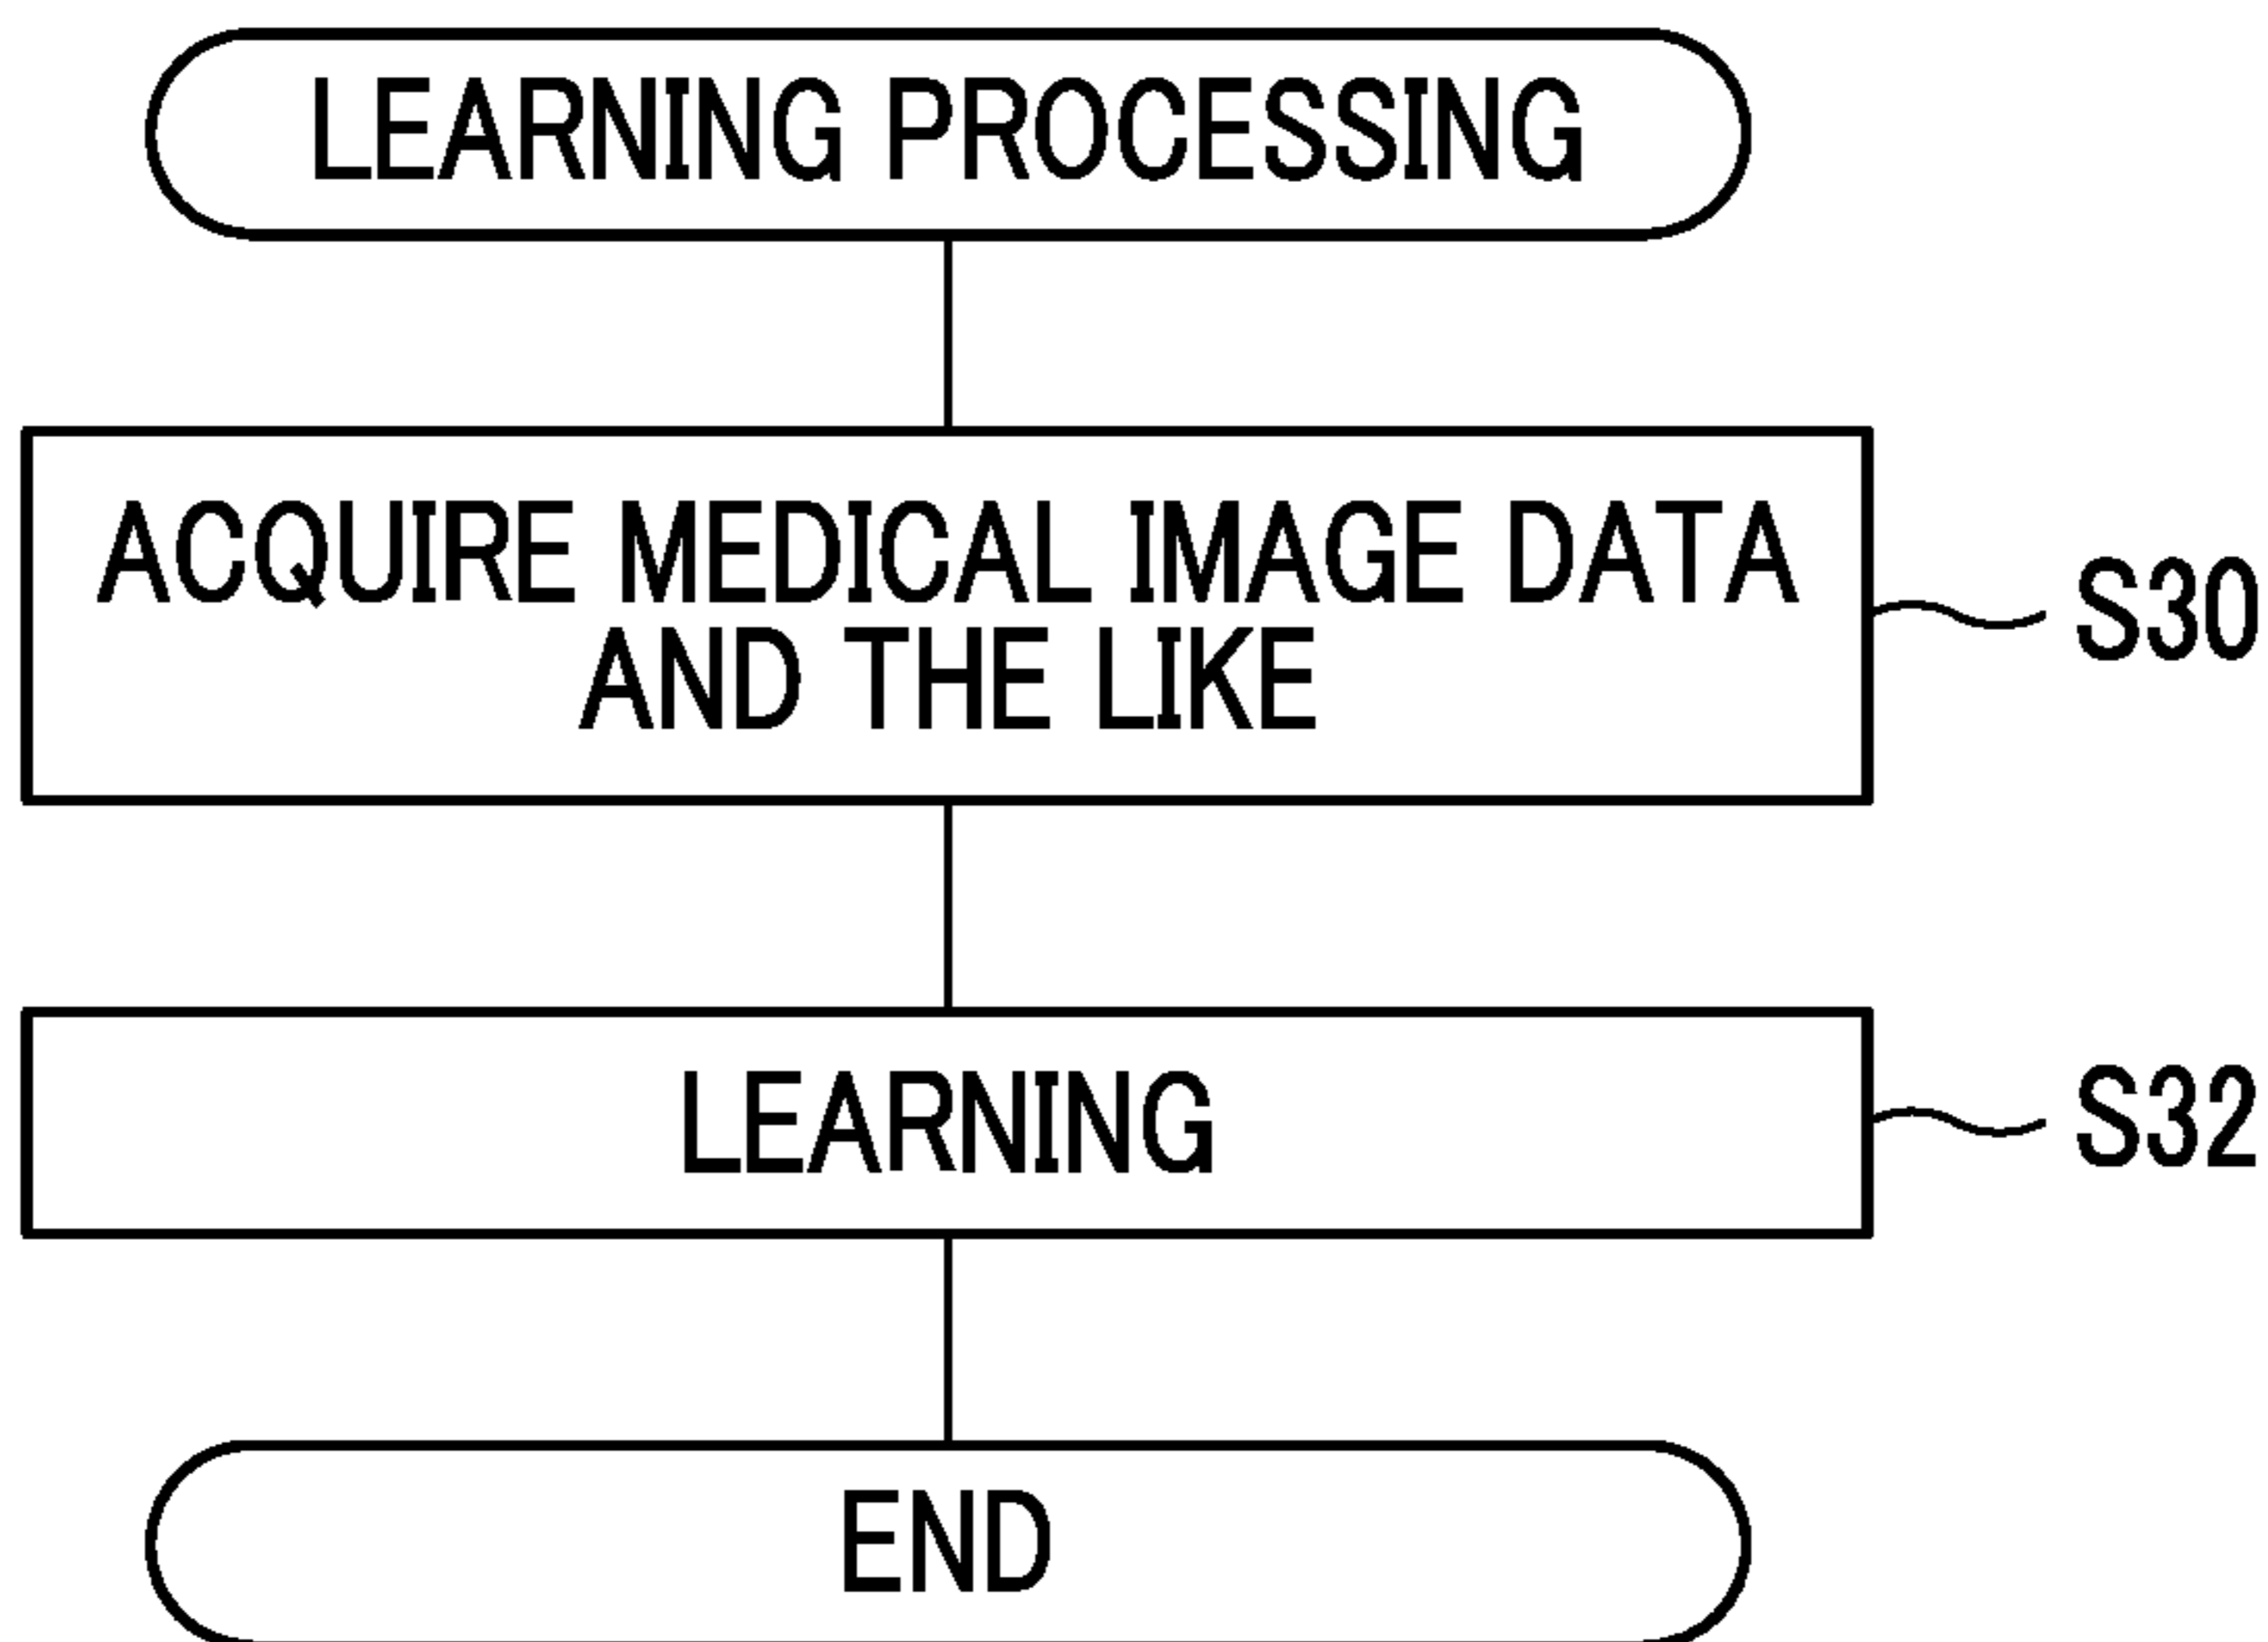 LEARNING PROCESSING
ACQUIRE MEDICAL IMAGE DATA
AND THE LIKE
S30
LEARNING
S32
END